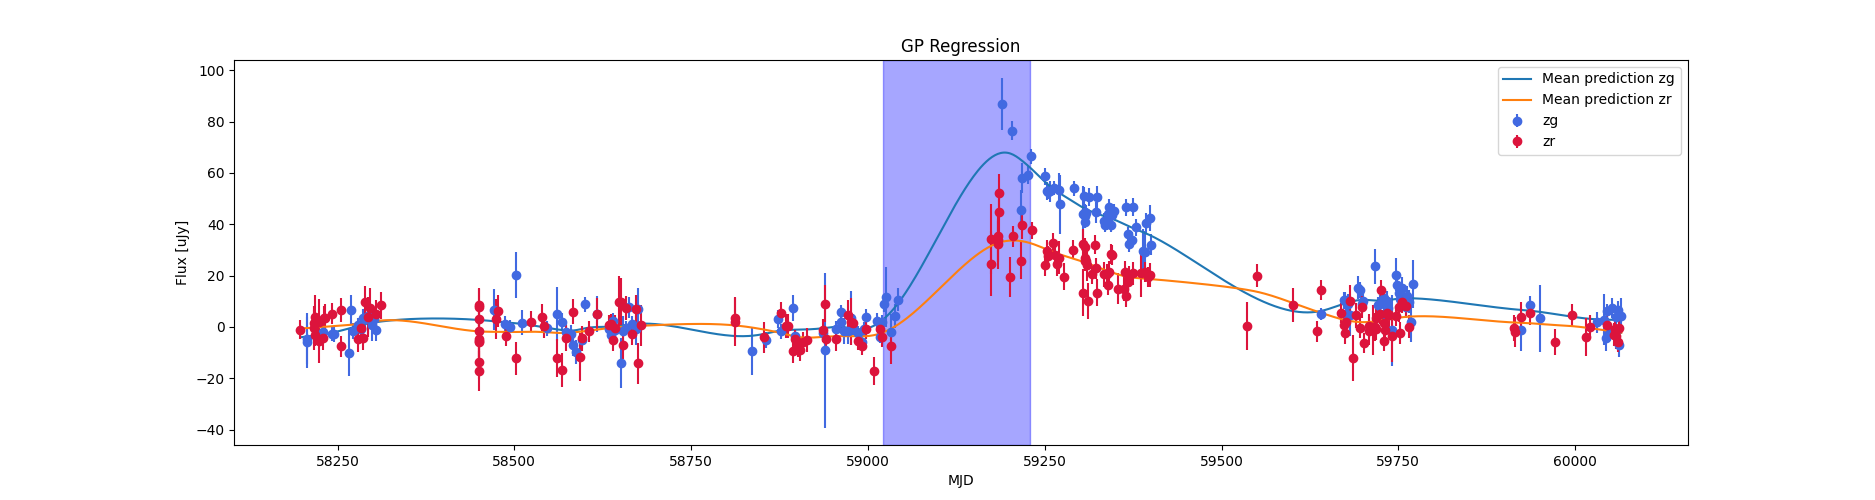 GP Regression
Flux [uJy]
100
80
60
40
20
0
−20
−40
58250
58500
58750
59000
59250
59500
59750
60000
MJD
Mean prediction zg
Mean prediction zr
zg
zr